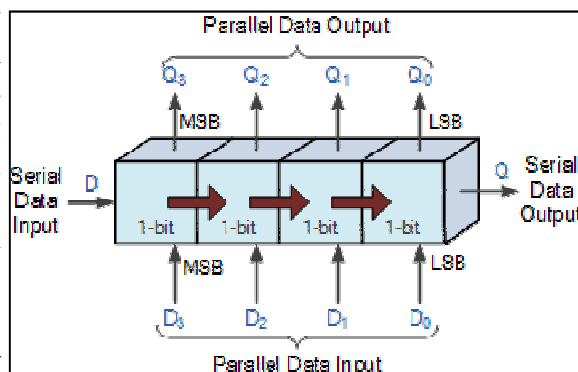 Parallel Data Output
Q3 Q2 Q1 Q0
MSB LSB
Serial Data Input
D
Q
Serial Data Output
1-bit 1-bit 1-bit 1-bit
MSB LSB
D3 D2 D1 D0
Parallel Data Input